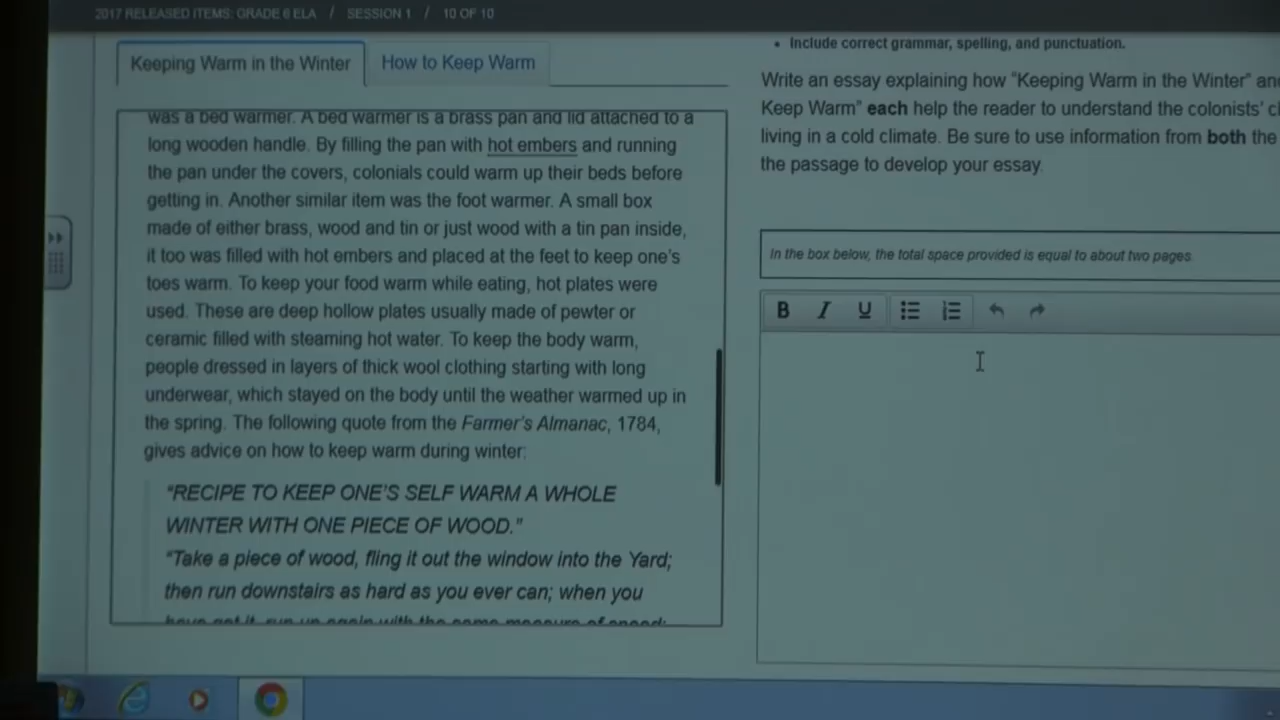 2017 RELEASED ITEMS: GRADE 6 ELA / SESSION 1 / 10 OF 10
Keeping Warm in the Winter
How to Keep Warm
was a bed warmer. A bed warmer is a brass pan and lid attached to a
long wooden handle. By filling the pan with hot embers and running
the pan under the covers, colonials could warm up their beds before
getting in. Another similar item was the foot warmer. A small box
made of either brass, wood and tin or just wood with a tin pan inside,
it too was filled with hot embers and placed at the feet to keep one's
toes warm. To keep your food warm while eating, hot plates were
used. These are deep hollow plates usually made of pewter or
ceramic filled with steaming hot water. To keep the body warm,
people dressed in layers of thick wool clothing starting with long
underwear, which stayed on the body until the weather warmed up in
the spring. The following quote from the Farmer's Almanac, 1784,
gives advice on how to keep warm during winter:
"RECIPE TO KEEP ONE'S SELF WARM A WHOLE
WINTER WITH ONE PIECE OF WOOD."
"Take a piece of wood, fling it out the window into the Yard;
then run downstairs as hard as you ever can; when you
have got it, run up again with the same measure of speed;
• Include correct grammar, spelling, and punctuation.
Write an essay explaining how "Keeping Warm in the Winter" and
Keep Warm" each help the reader to understand the colonists'
living in a cold climate. Be sure to use information from both the
the passage to develop your essay.
In the box below, the total space provided is equal to about two pages.
B I U